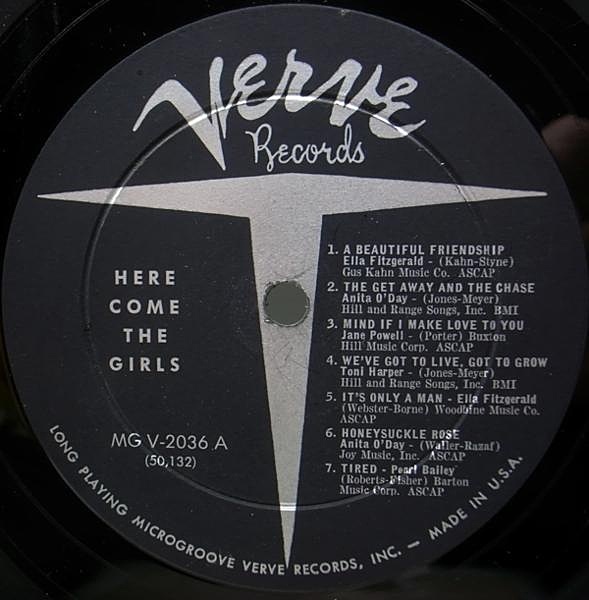 Verve
Records
HERE
COME
THE
GIRLS
MG V-2036 A
(50,132)
1. A BEAUTIFUL FRIENDSHIP
Ella Fitzgerald - (Kahn-Styne)
Gus Kahn Music Co. ASCAP
2. THE GET AWAY AND THE CHASE
Anita O'Day - (Jones-Meyer)
Hill and Range Songs, Inc. BMI
3. MIND IF I MAKE LOVE TO YOU
Jane Powell - (Porter) Buxton
Hill Music Corp. ASCAP
4. WE'VE GOT TO LIVE, GOT TO GROW
Toni Harper - (Jones-Meyer)
Hill and Range Songs, Inc. BMI
5. IT'S ONLY A MAN - Ella Fitzgerald
(Webster-Borne) Woodbine Music Co.
ASCAP
6. HONEYSUCKLE ROSE
Anita O'Day - (Waller-Razaf)
Joy Music, Inc. ASCAP
7. TIRED - Pearl Bailey
(Roberts-Fisher) Barton
Music Corp. ASCAP
LONG PLAYING MICROGROOVE VERVE RECORDS, INC. — MADE IN U.S.A.